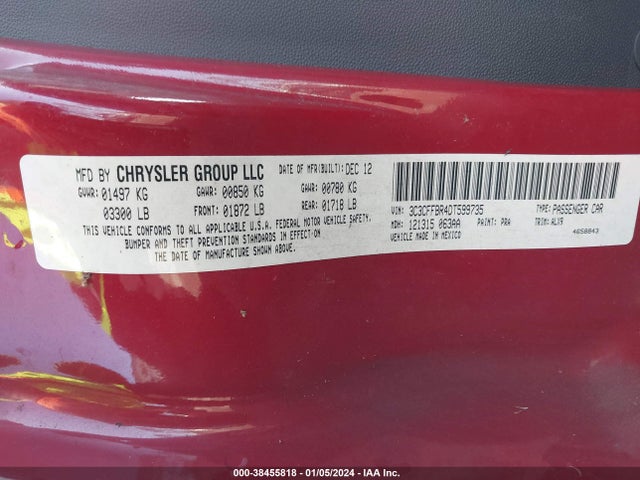 MFD BY CHRYSLER GROUP LLC DATE OF MFR(BUILT): DEC 12
GVWR: 01497 KG GAWR: 00850 KG GAWR: 00780 KG
03300 LB FRONT: 01872 LB REAR: 01718 LB
THIS VEHICLE CONFORMS TO ALL APPLICABLE U.S.A. FEDERAL MOTOR VEHICLE SAFETY,
BUMPER AND THEFT PREVENTION STANDARDS IN EFFECT ON
THE DATE OF MANUFACTURE SHOWN ABOVE.
VIN: 3C3CFFBR4DT599735 TYPE: PASSENGER CAR
MDH: 121315 063AA PAINT: PRA TRIM: ALX9
VEHICLE MADE IN MEXICO 4658843
000-38455818 - 01/05/2024 - IAA Inc.